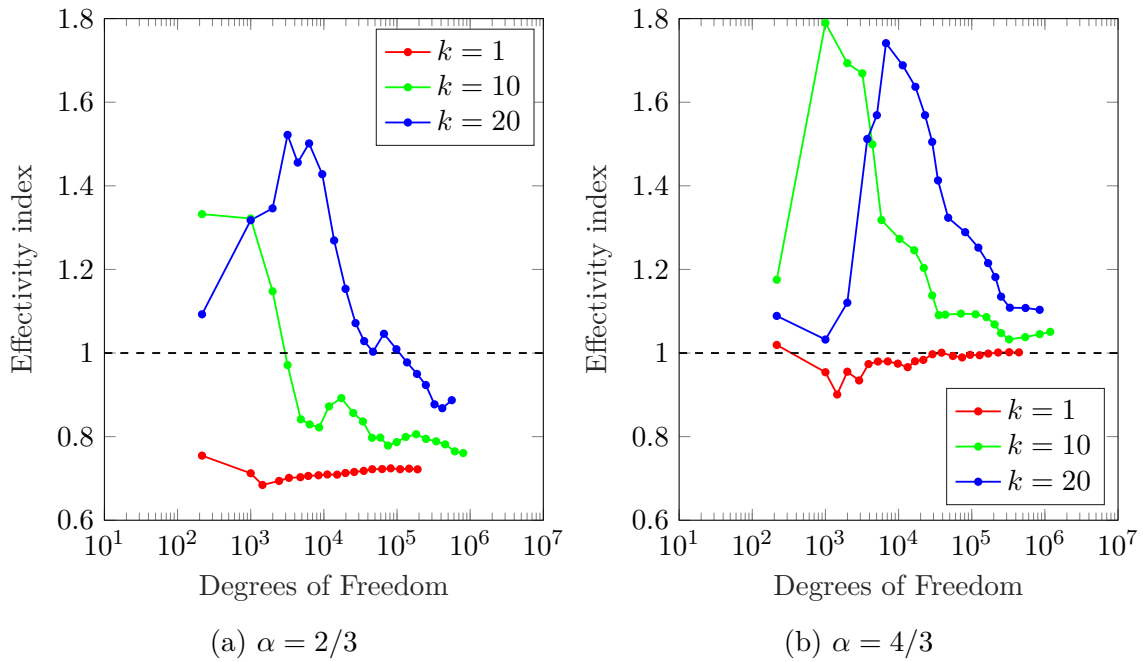 1.8
1.6
1.4
1.2
1
0.8
0.6
Effectivity index
10^1 10^2 10^3 10^4 10^5 10^6 10^7
Degrees of Freedom
k = 1
k = 10
k = 20
(a) α = 2/3
1.8
1.6
1.4
1.2
1
0.8
0.6
Effectivity index
10^1 10^2 10^3 10^4 10^5 10^6 10^7
Degrees of Freedom
k = 1
k = 10
k = 20
(b) α = 4/3